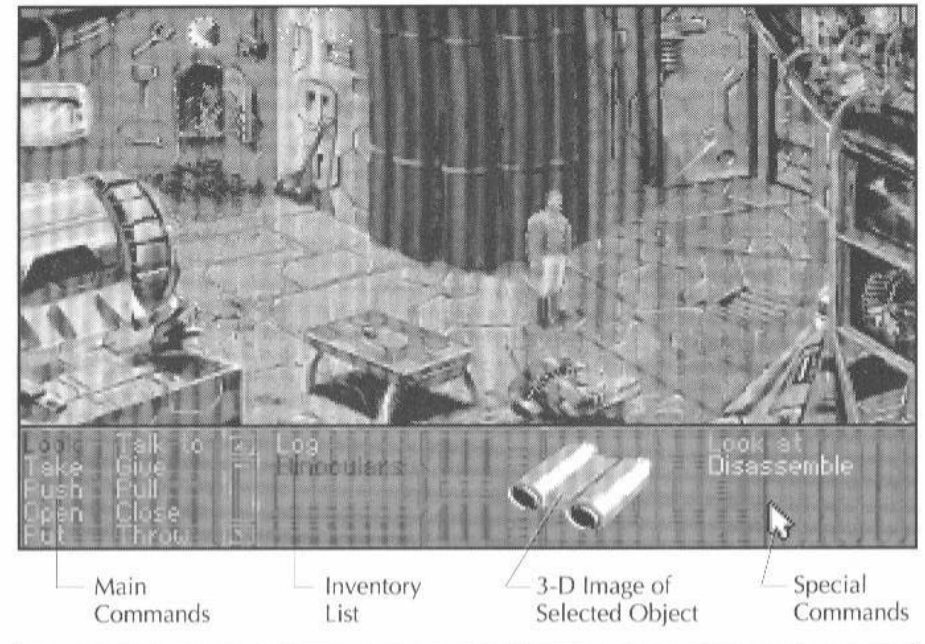 Look Talk to Log Look at
Take Give Binoculars Disassemble
Push Pull
Open Close
Put Throw
Main Commands
Inventory List
3-D Image of Selected Object
Special Commands